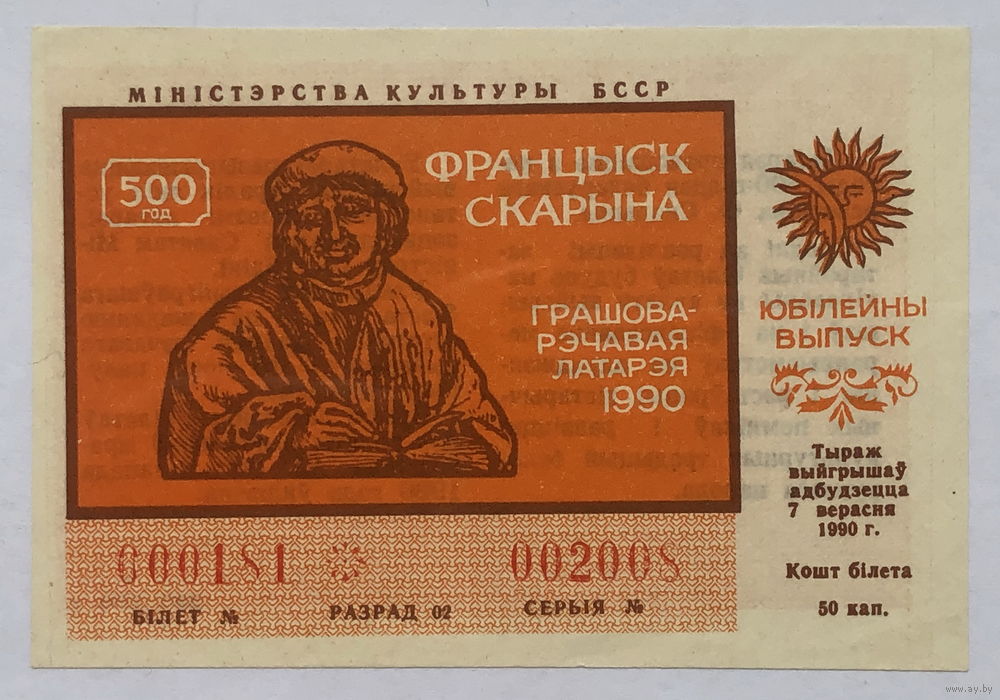 МІНІСТЭРСТВА КУЛЬТУРЫ БССР
500
ГОД
ФРАНЦЫСК
СКАРЫНА
ГРАШОВА-
РЭЧАВАЯ
ЛАТАРЭЯ
1990
ЮБІЛЕЙНЫ
ВЫПУСК
Тыраж
выйгрышаў
адбудзецца
7 верасня
1990 г.
Кошт білета
50 кап.
000181 002008
БІЛЕТ № РАЗРАД 02 СЕРЫЯ №
www.ay.by